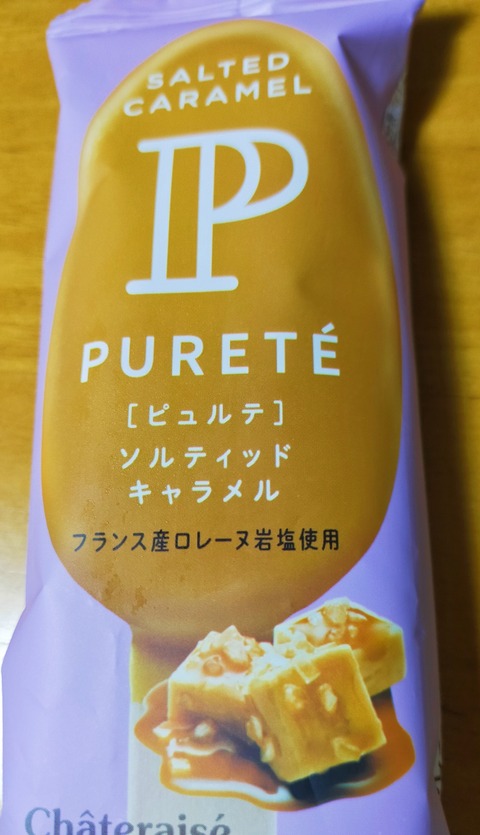 SALTED
CARAMEL
P
PURETÉ
[ピュルテ]
ソルティッド
キャラメル
フランス産ロレーヌ岩塩使用
Châteraisé